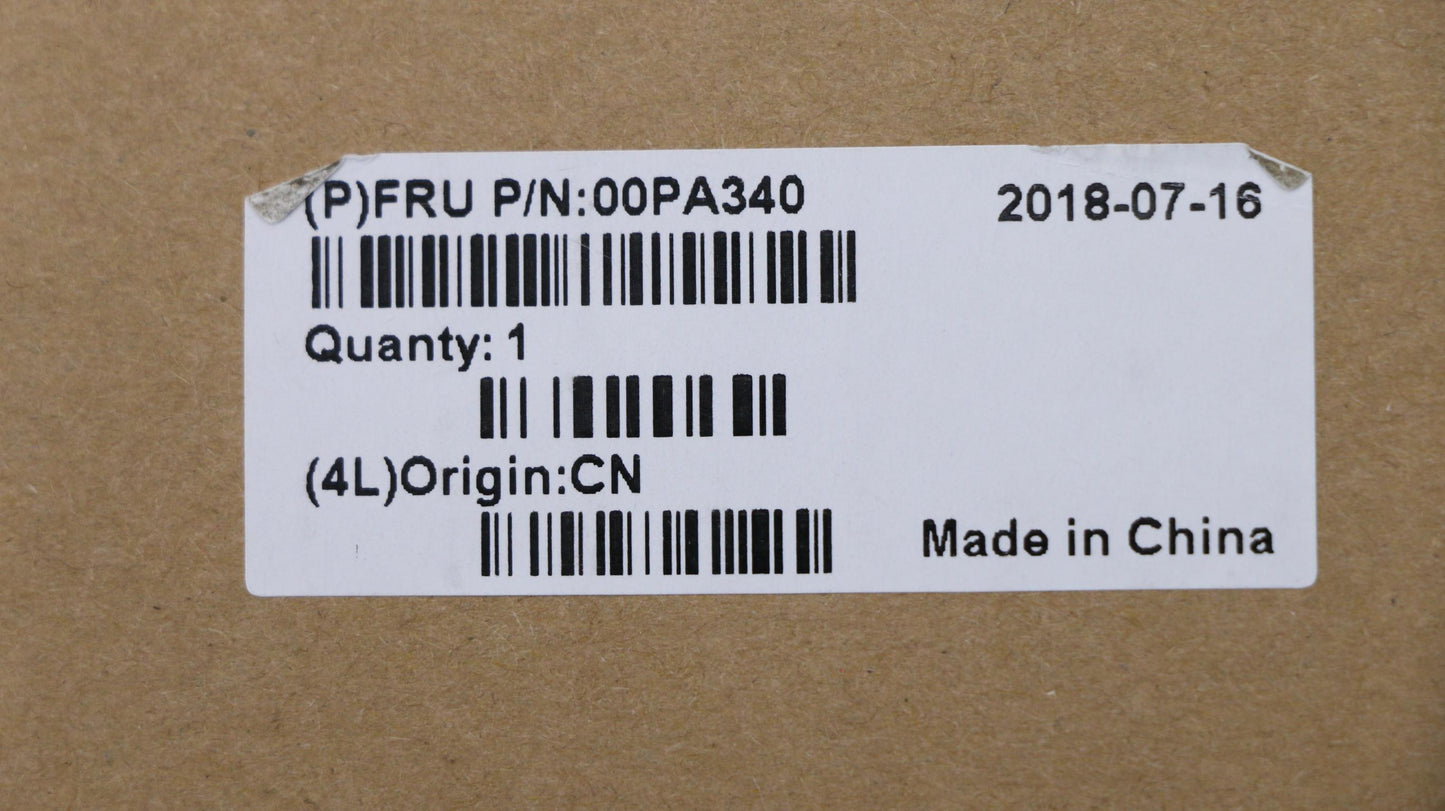 (P)FRU P/N:00PA340
2018-07-16
Quanty: 1
(4L)Origin:CN
Made in China